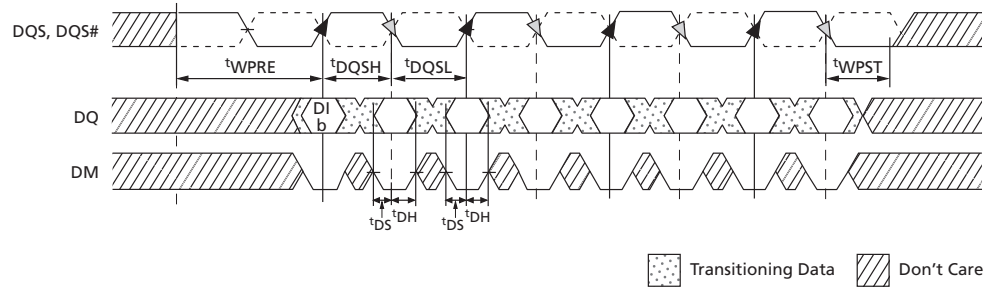 DQS, DQS#
tWPRE
tDQSH
tDQSL
tWPST
DQ
DI
b
DM
tDS
tDH
tDS
tDH
Transitioning Data
Don't Care